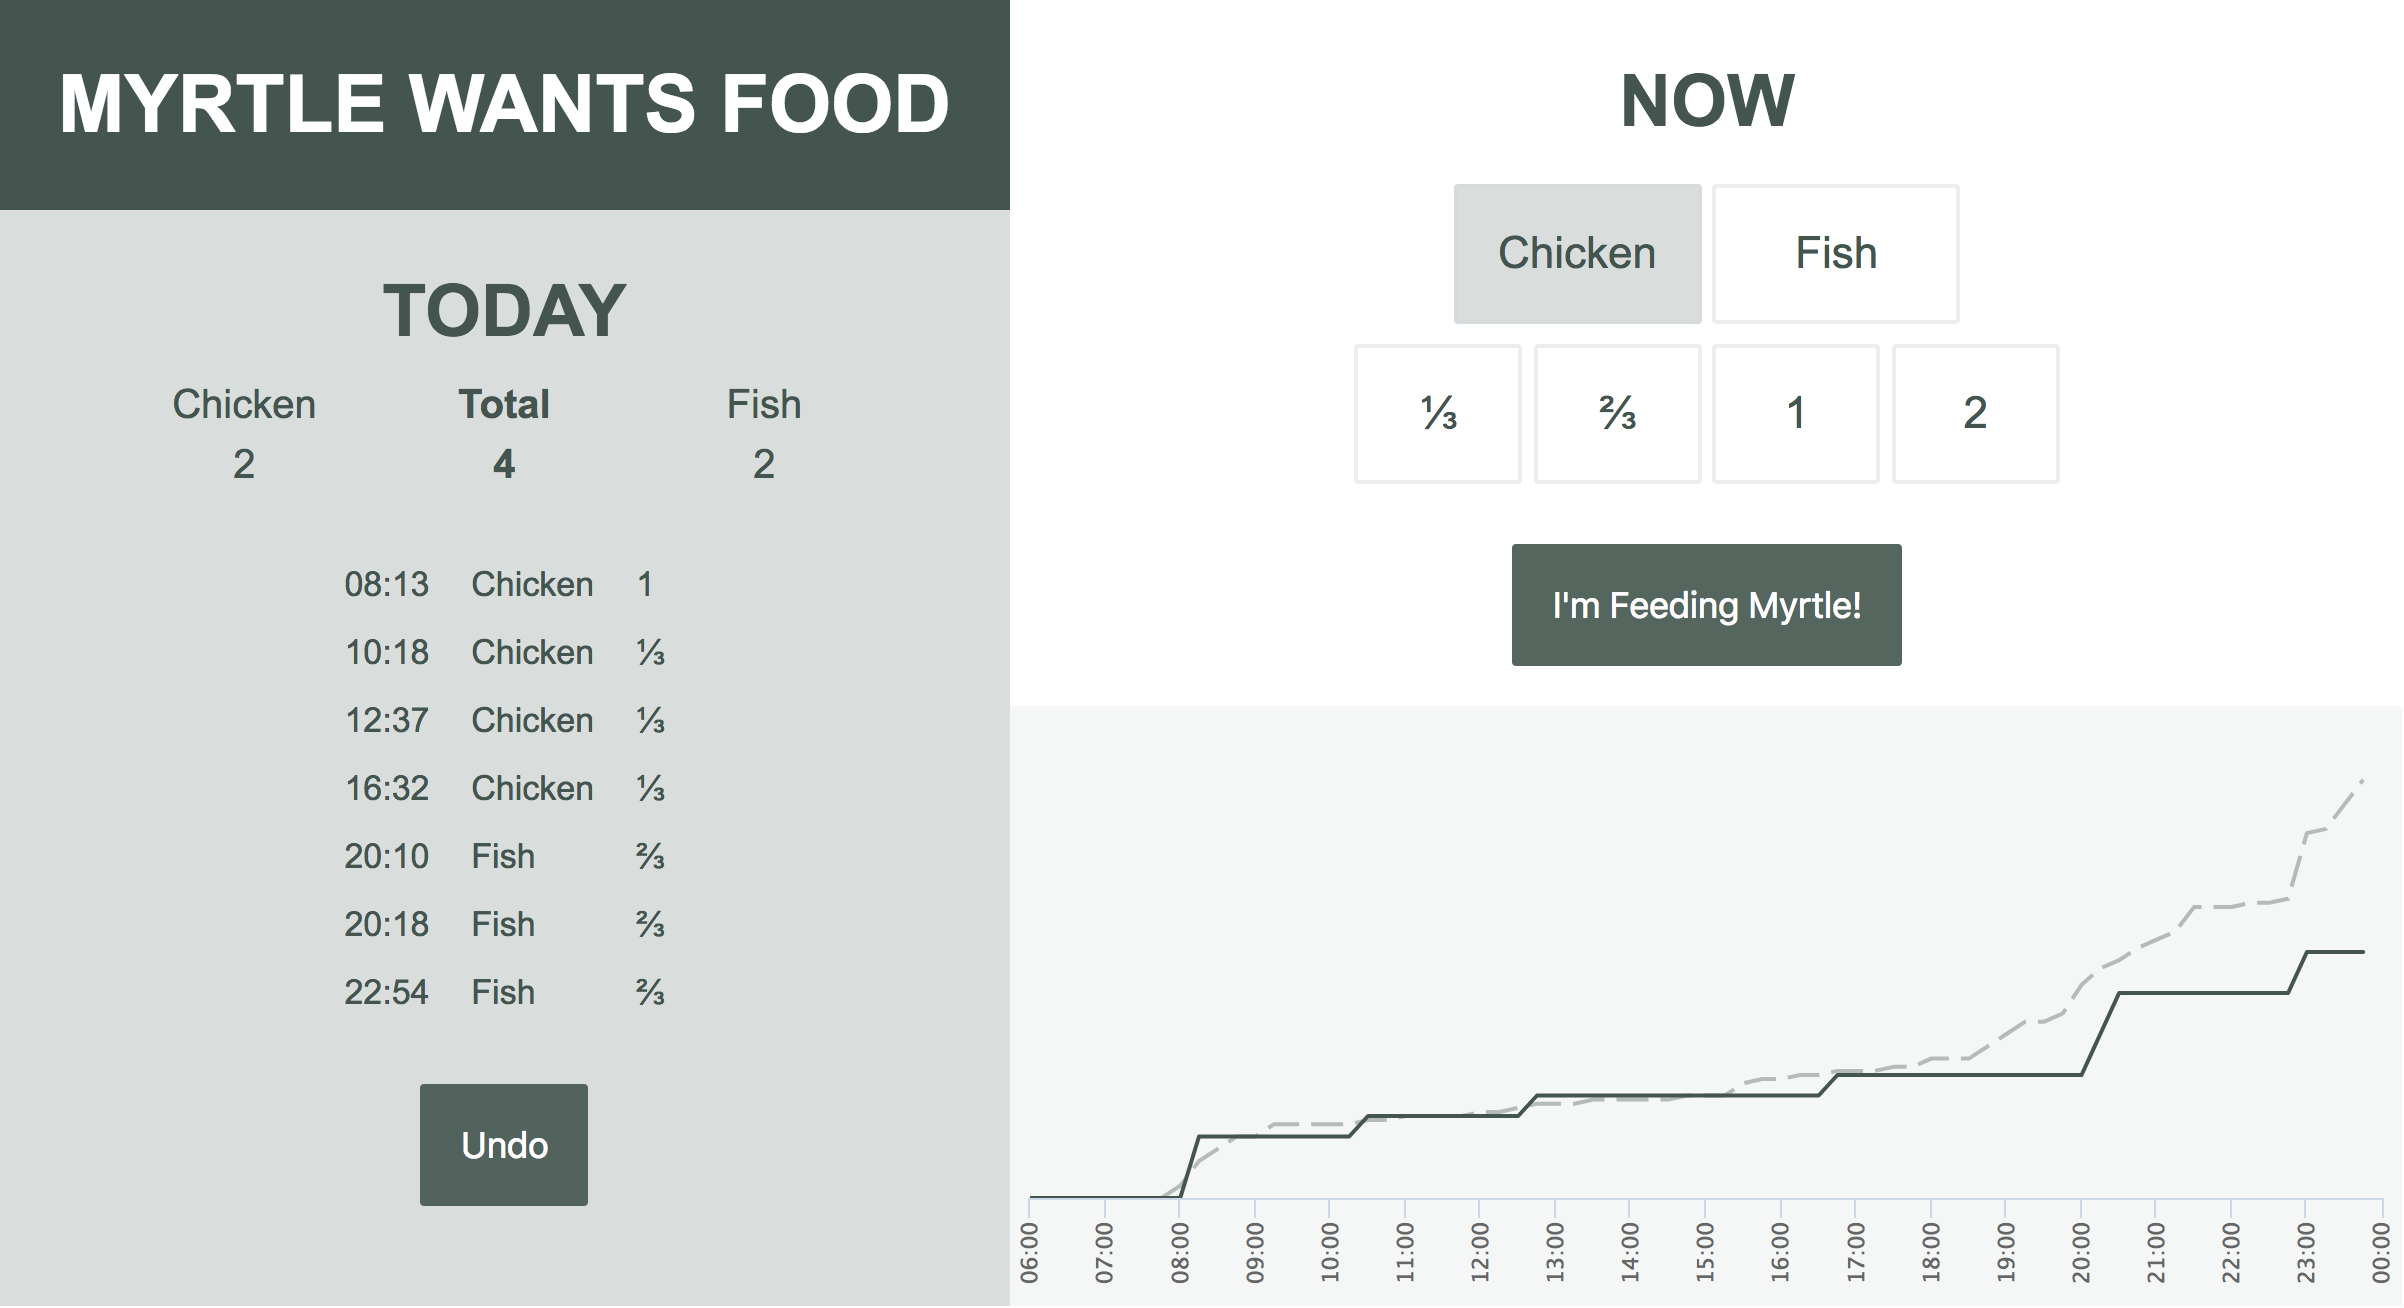 MYRTLE WANTS FOOD
TODAY
Chicken Total Fish
2 4 2
08:13 Chicken 1
10:18 Chicken ⅓
12:37 Chicken ⅓
16:32 Chicken ⅓
20:10 Fish ⅔
20:18 Fish ⅔
22:54 Fish ⅔
Undo
NOW
Chicken Fish
⅓ ⅔ 1 2
I'm Feeding Myrtle!
06:00 07:00 08:00 09:00 10:00 11:00 12:00 13:00 14:00 15:00 16:00 17:00 18:00 19:00 20:00 21:00 22:00 23:00 00:00